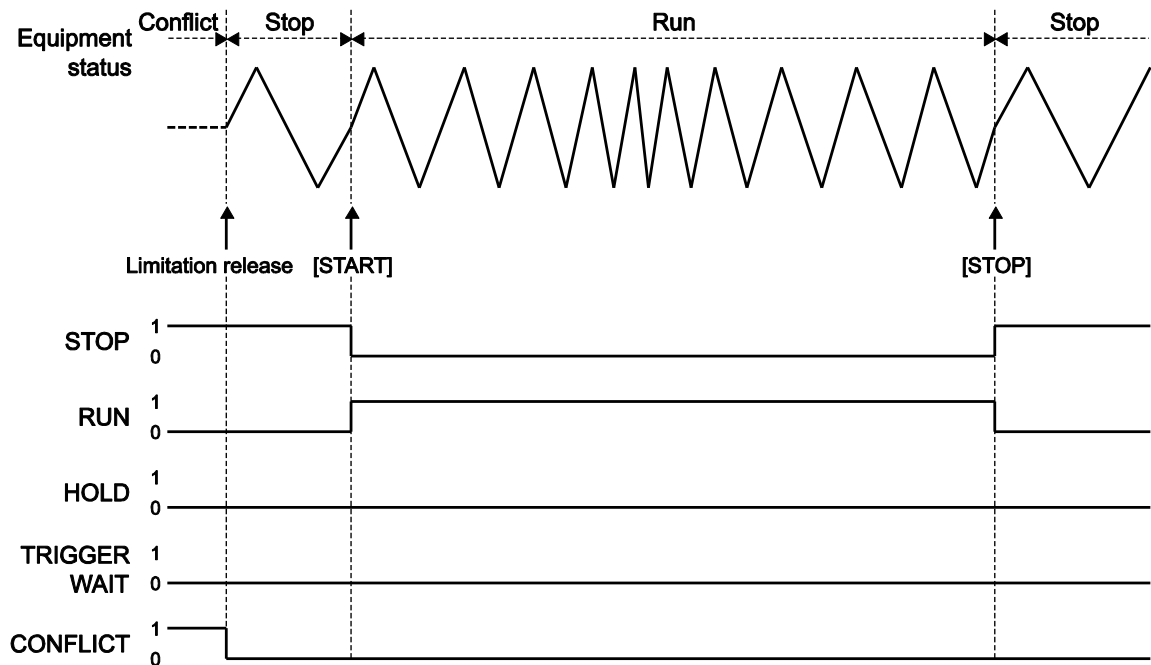 Conflict Stop Run Stop
Equipment
status
Limitation release [START] [STOP]
STOP 1
0
RUN 1
0
HOLD 1
0
TRIGGER
WAIT 1
0
CONFLICT 1
0